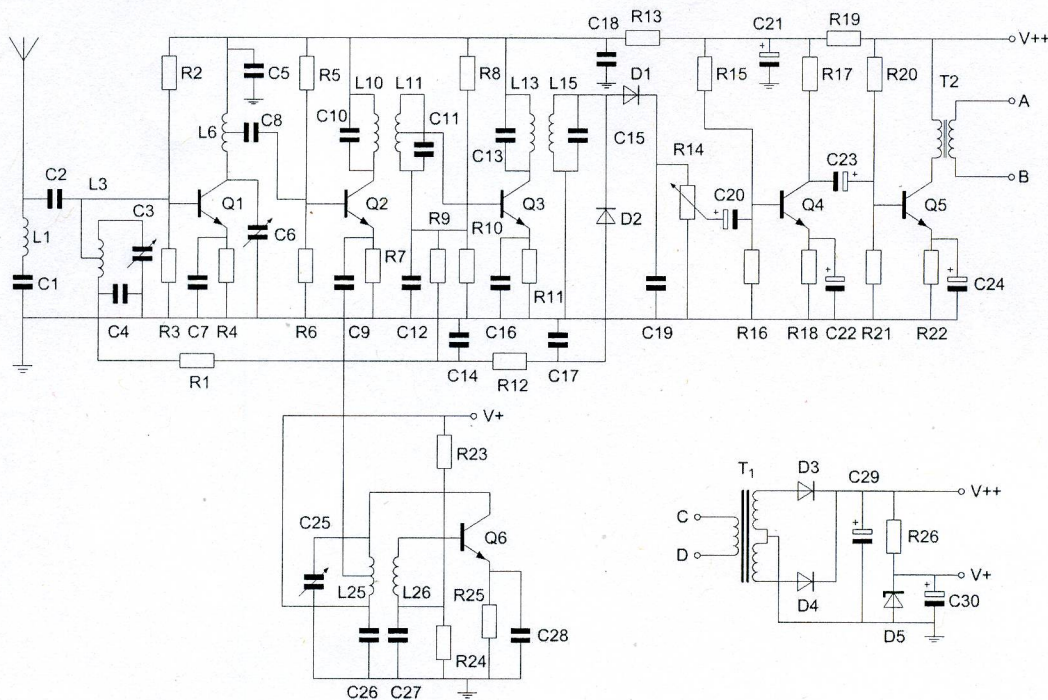 C18 R13 C21 R19
V++
R2 C5 R5 L10 L11 R8 L13 L15 D1 R15 R17 R20 T2
A
L6 C8 C10 C11 C13 C15
C2 L3 R14 C23 B
C3 Q1 Q2 Q3 C20 Q4 Q5
L1 C6 R9 R10 D2
R7
C1 R11 C24
C4 R3 C7 R4 R6 C9 C12 C16 C19 R16 R18 C22 R21 R22
R1 C14 R12 C17
V+
R23
T1 D3 C29
V++
C25 Q6 C
R26
D
L25 L26 R25 V+
D4 C30
C28 D5
R24
C26 C27